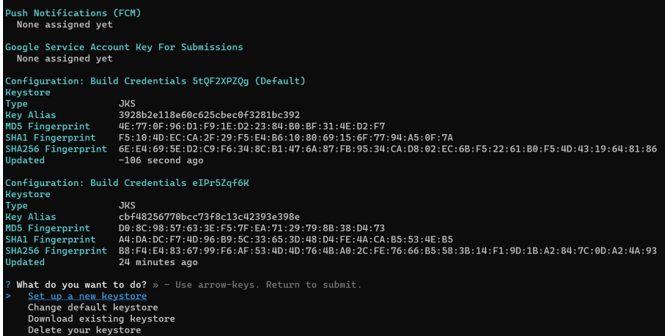 Push Notifications (FCM)
None assigned yet
Google Service Account Key For Submissions
None assigned yet
Configuration: Build Credentials 5tQF2XPZQg (Default)
Keystore
Type JKS
Key Alias 3928b2e118e60c625cbec0f3281bc392
MD5 Fingerprint 4E:77:0F:96:D1:F9:1E:D2:23:84:B0:BF:31:4E:D2:F7
SHA1 Fingerprint F5:10:4D:EC:CA:2F:29:F5:E4:B6:10:80:69:15:6F:77:94:A5:0F:7A
SHA256 Fingerprint 6E:E4:69:5E:D2:C9:F6:34:8C:B1:47:6A:87:FB:95:34:CA:D8:02:EC:6B:F5:22:61:B0:F5:4D:43:19:64:81:86
Updated -106 second ago
Configuration: Build Credentials eIPr5Zqf6K
Keystore
Type JKS
Key Alias cbf48256770bcc73f8c13c42393e398e
MD5 Fingerprint D0:8C:98:57:63:3E:F5:7F:EA:71:29:79:8B:38:D4:73
SHA1 Fingerprint A4:DA:DC:F7:4D:96:B9:5C:33:65:3D:48:D4:FE:4A:CA:B5:53:4E:B5
SHA256 Fingerprint B8:F4:E4:83:67:99:F6:AF:53:4D:4D:76:4B:A0:2C:FE:76:66:B5:58:3B:14:F1:9D:1B:A2:84:7C:0D:A2:4A:93
Updated 24 minutes ago
? What do you want to do? » - Use arrow-keys. Return to submit.
> Set up a new keystore
Change default keystore
Download existing keystore
Delete your keystore